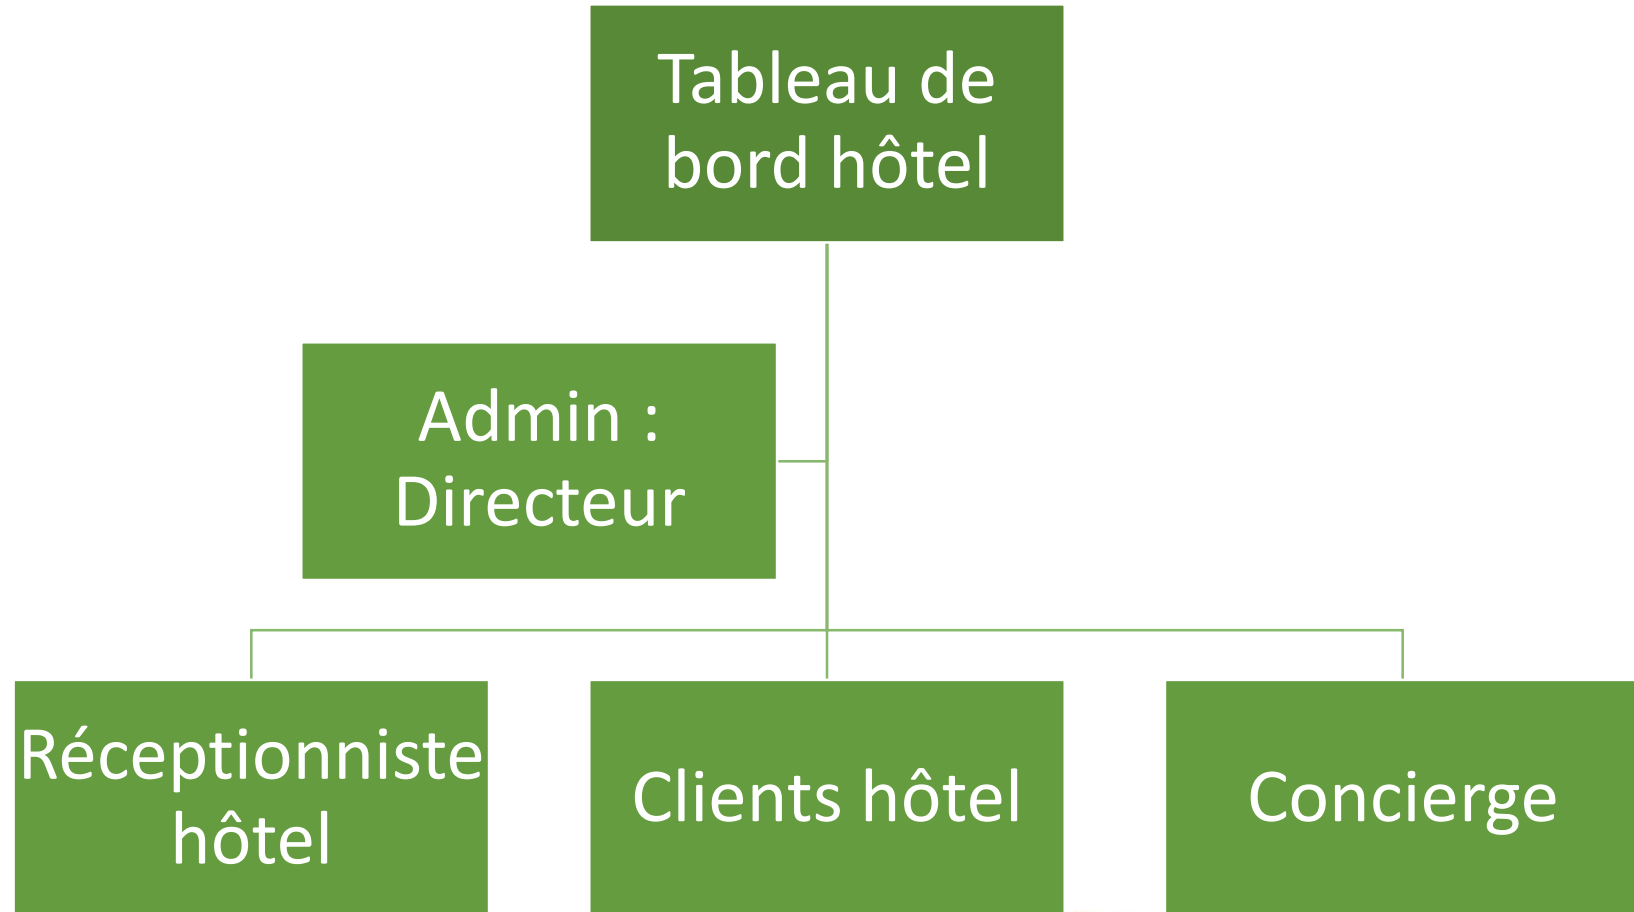 Tableau de
bord hôtel
Admin :
Directeur
Réceptionniste
hôtel
Clients hôtel
Concierge